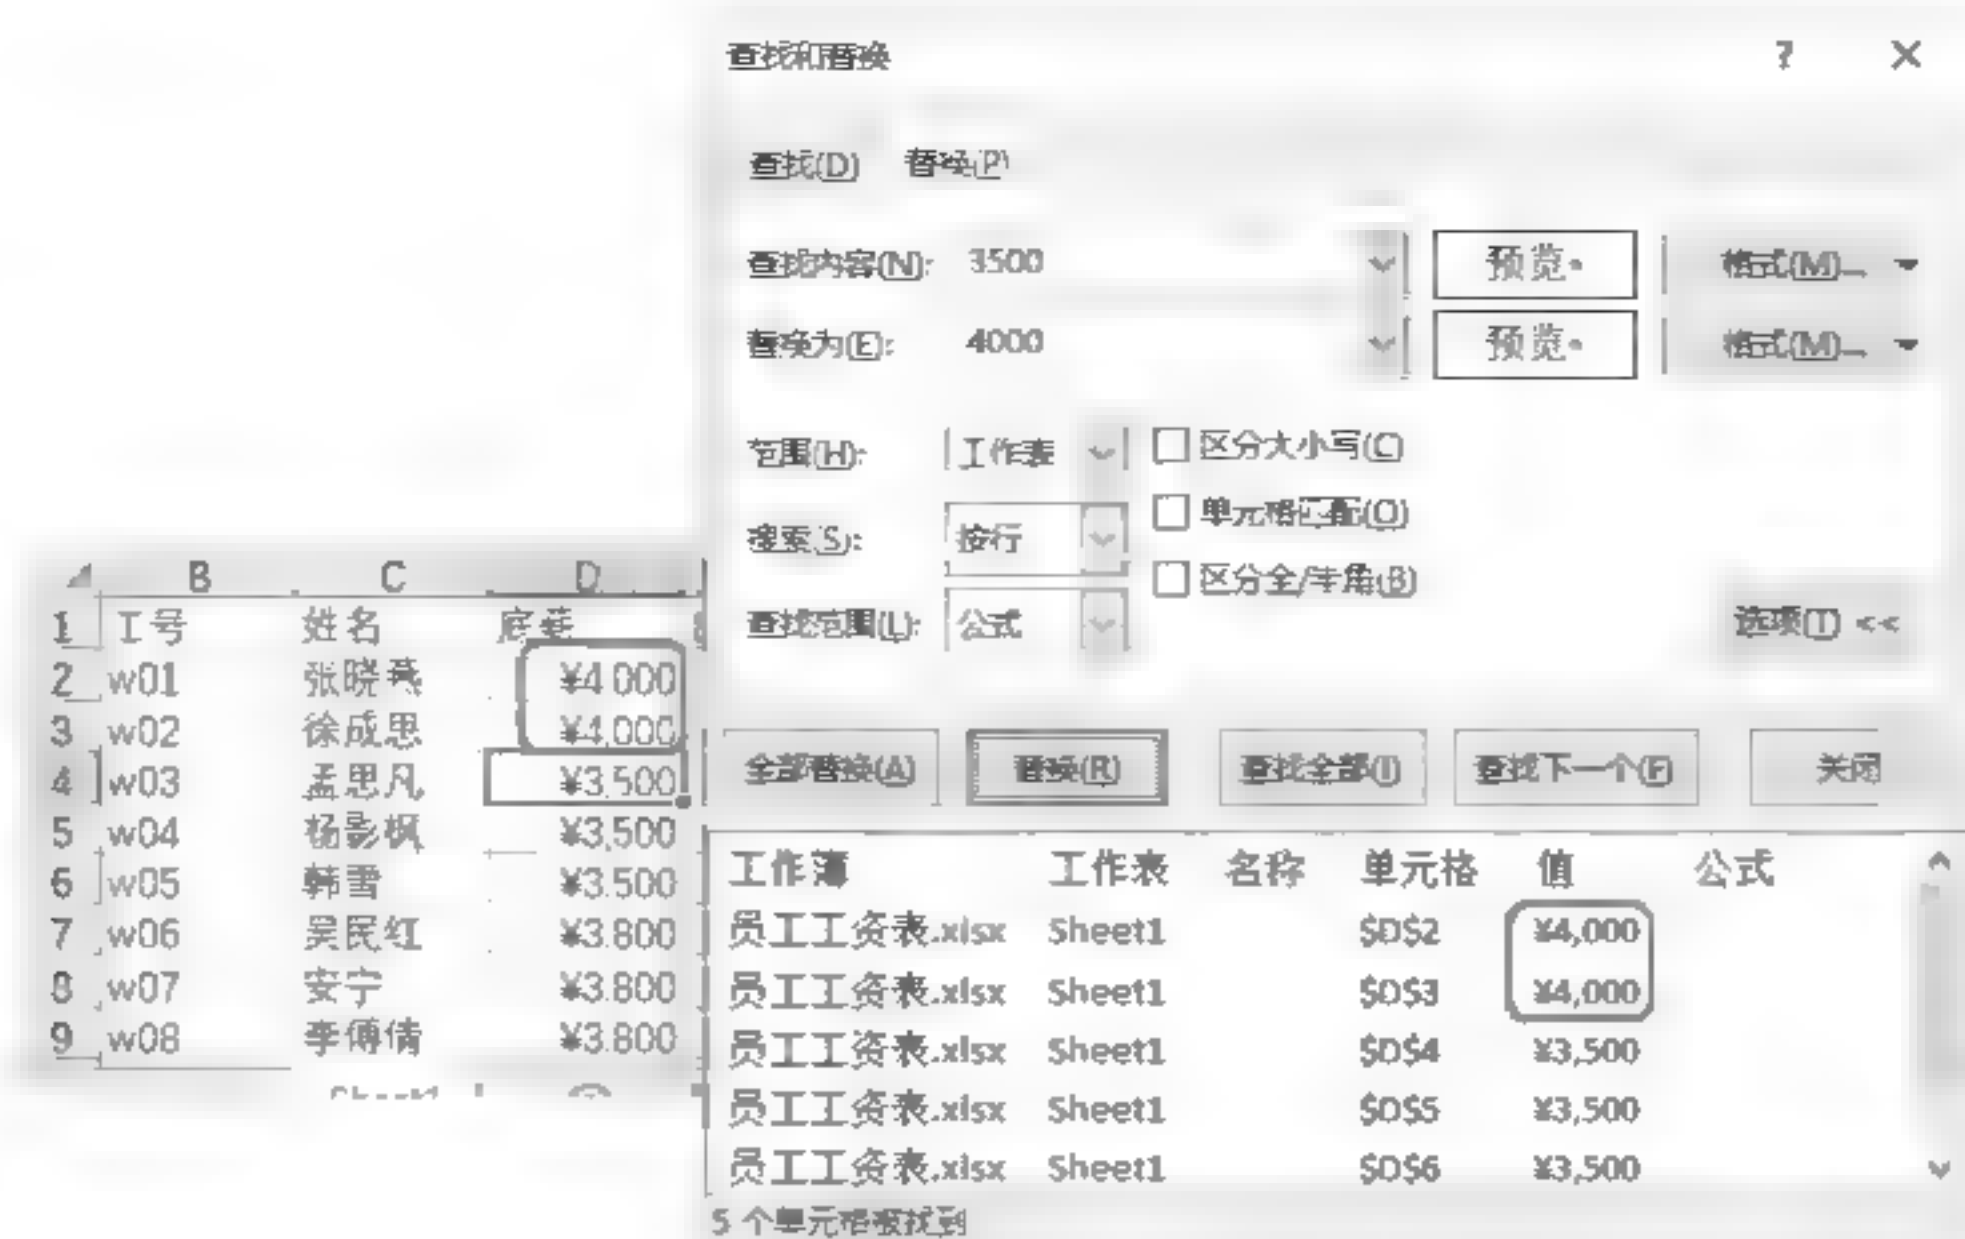 查找和替换 ? ×
查找(D) 替换(P)
查找内容(N): 3500 预览 格式(M)...
替换为(E): 4000 预览 格式(M)...
范围(H): 工作表 区分大小写(C)
搜索(S): 按行 单元格匹配(O)
区分全/半角(B)
查找范围(L): 公式 选项(T) <<
全部替换(A) 替换(R) 查找全部(I) 查找下一个(F) 关闭
B C D
1 工号 姓名 底薪
2 w01 张晓亮 ¥4,000
3 w02 徐成思 ¥4,000
4 w03 孟思凡 ¥3,500
5 w04 杨影枫 ¥3,500
6 w05 韩雪 ¥3,500
7 w06 吴民红 ¥3,800
8 w07 安宁 ¥3,800
9 w08 李傅倩 ¥3,800
工作簿 工作表 名称 单元格 值 公式
员工工资表.xlsx Sheet1 $D$2 ¥4,000
员工工资表.xlsx Sheet1 $D$3 ¥4,000
员工工资表.xlsx Sheet1 $D$4 ¥3,500
员工工资表.xlsx Sheet1 $D$5 ¥3,500
员工工资表.xlsx Sheet1 $D$6 ¥3,500
5 个单元格被找到